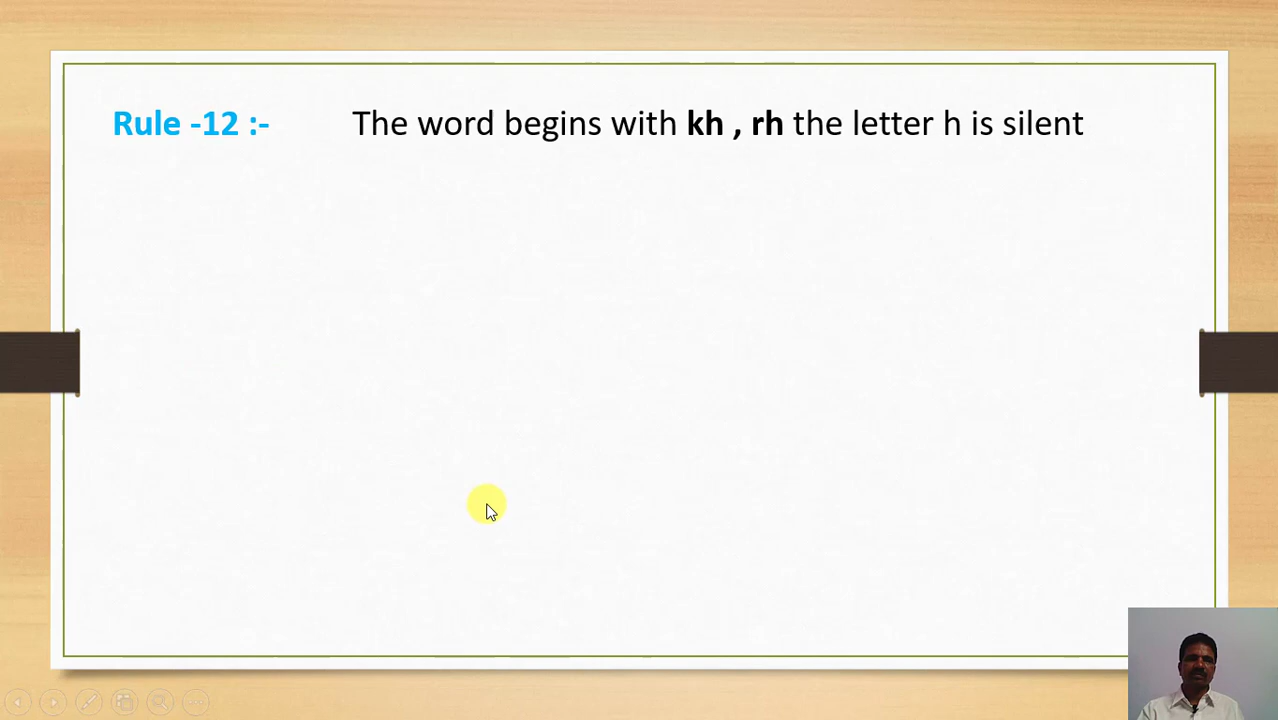 Rule -12 :- The word begins with kh , rh the letter h is silent